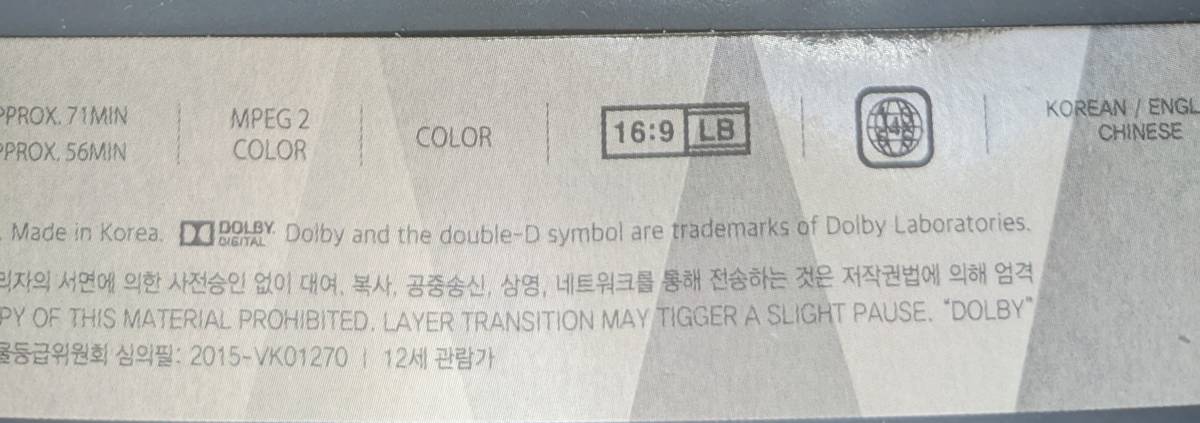 PPROX. 71MIN
PPROX. 56MIN
MPEG 2
COLOR
COLOR
16:9 LB
4
KOREAN / ENGL
CHINESE
. Made in Korea. DOLBY DIGITAL Dolby and the double-D symbol are trademarks of Dolby Laboratories.
리자의 서면에 의한 사전승인 없이 대여, 복사, 공중송신, 상영, 네트워크를 통해 전송하는 것은 저작권법에 의해 엄격
PY OF THIS MATERIAL PROHIBITED. LAYER TRANSITION MAY TIGGER A SLIGHT PAUSE. “DOLBY”
물등급위원회 심의필: 2015-VK01270 | 12세 관람가